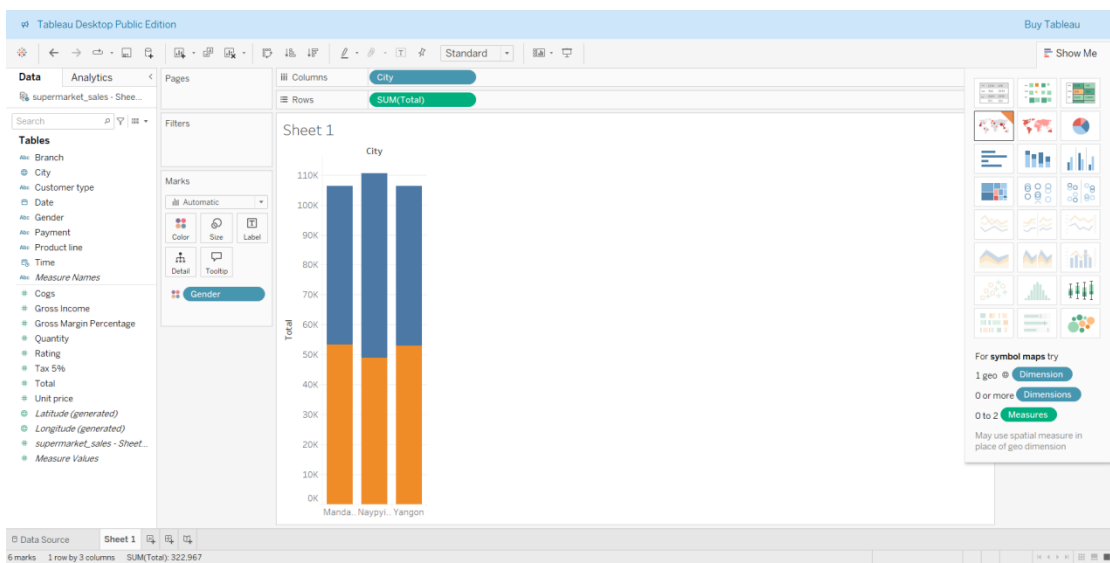 Tableau Desktop Public Edition
Buy Tableau
Standard
Show Me
Data
Analytics
supermarket_sales - Shee...
Search
Tables
Abc Branch
City
Abc Customer type
Date
Abc Gender
Abc Payment
Abc Product line
Time
Abc Measure Names
# Cogs
# Gross Income
# Gross Margin Percentage
# Quantity
# Rating
# Tax 5%
# Total
# Unit price
Latitude (generated)
Longitude (generated)
# supermarket_sales - Sheet...
# Measure Values
Pages
Filters
Marks
Automatic
Color
Size
Label
Detail
Tooltip
Gender
Columns
City
Rows
SUM(Total)
Sheet 1
City
Total
110K
100K
90K
80K
70K
60K
50K
40K
30K
20K
10K
0K
Manda.. Naypyi.. Yangon
For symbol maps try
1 geo Dimension
0 or more Dimensions
0 to 2 Measures
May use spatial measure in
place of geo dimension
Data Source
Sheet 1
6 marks 1 row by 3 columns SUM(Total): 322,967